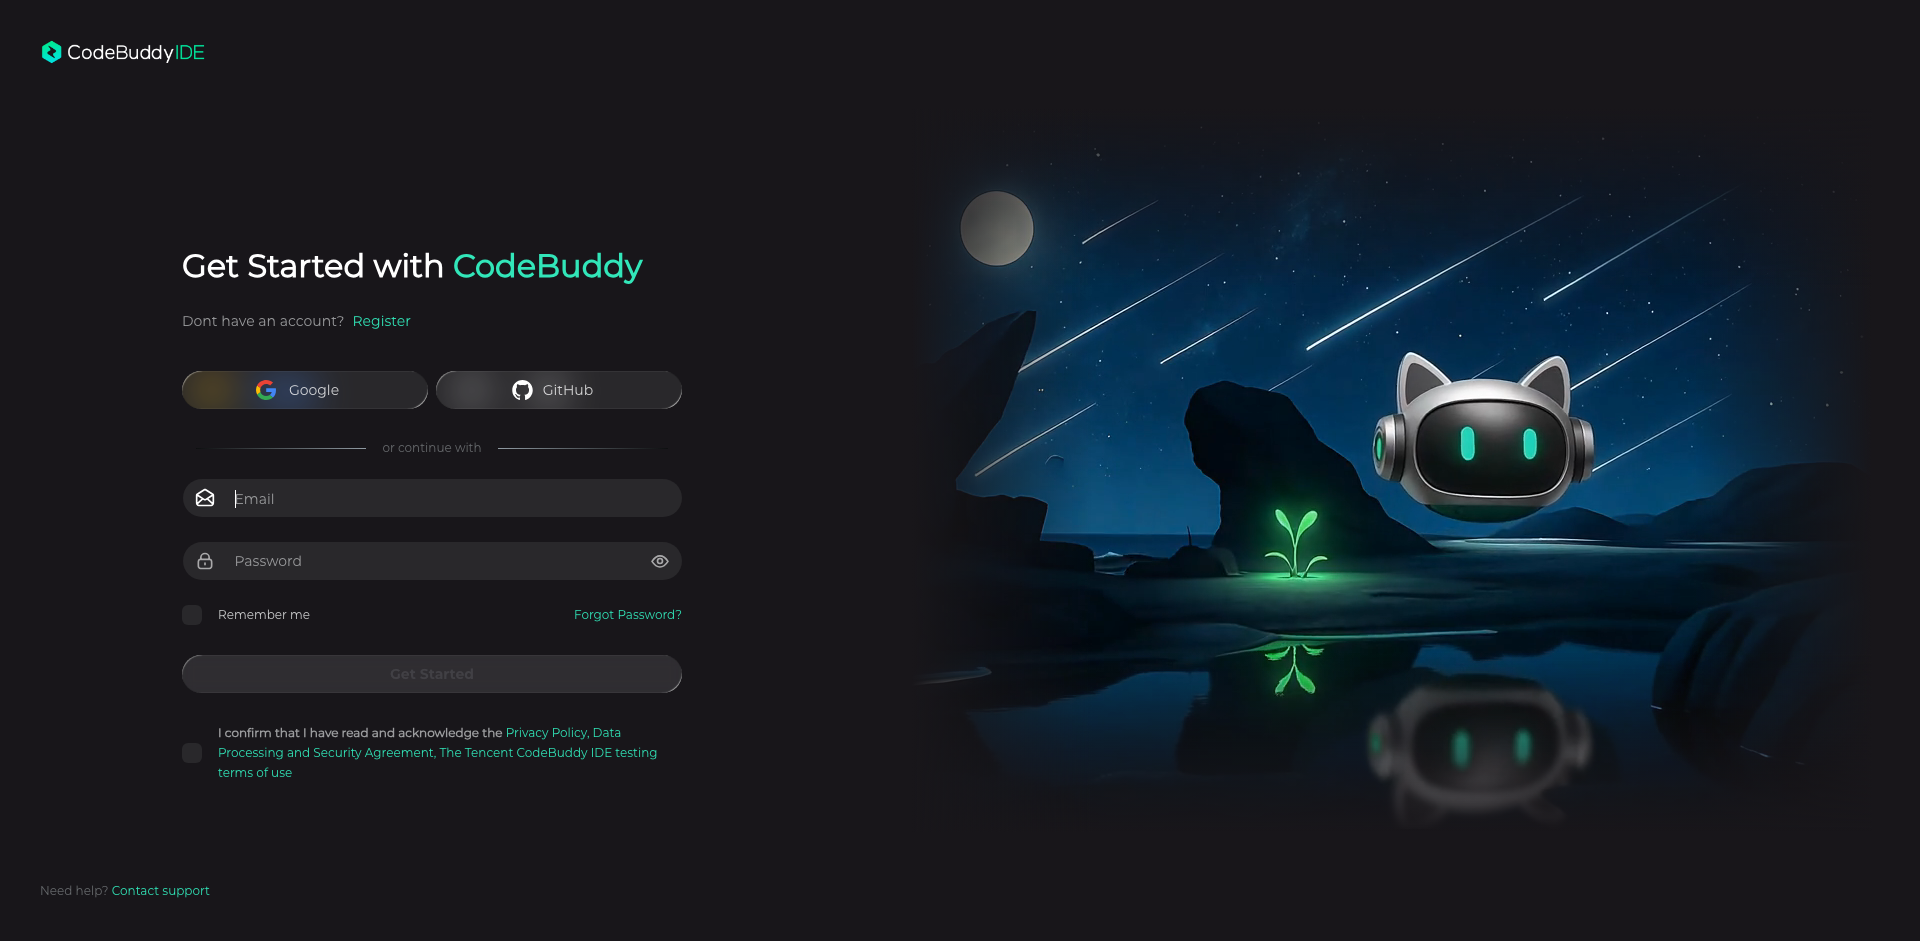 CodeBuddyIDE
Get Started with CodeBuddy
Dont have an account? Register
Google
GitHub
or continue with
Email
Password
Remember me
Forgot Password?
Get Started
I confirm that I have read and acknowledge the Privacy Policy, Data
Processing and Security Agreement, The Tencent CodeBuddy IDE testing
terms of use
Need help? Contact support